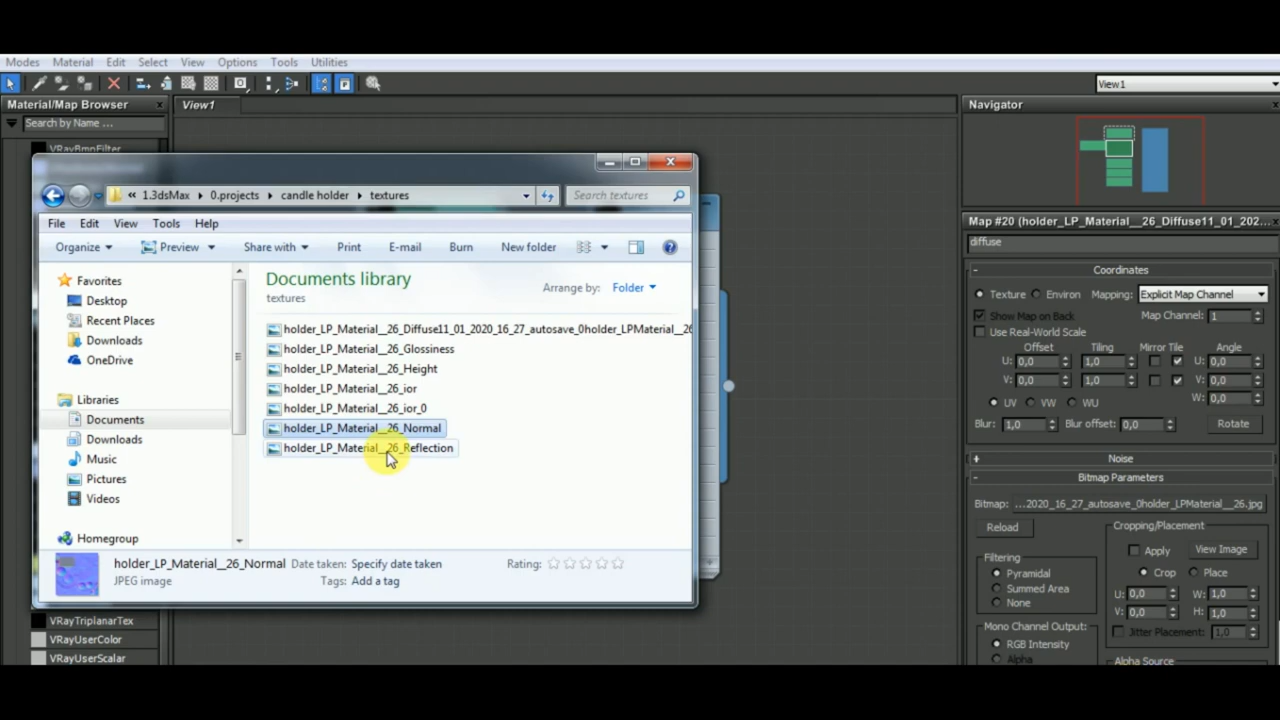 Modes Material Edit Select View Options Tools Utilities
View1
Material/Map Browser
View1
Navigator
Search by Name ...
VRayBmpFilter
1.3dsMax 0.projects candle holder textures
Search textures
File Edit View Tools Help
Organize Preview Share with Print E-mail Burn New folder
Favorites
Desktop
Recent Places
Downloads
OneDrive
Libraries
Documents
Downloads
Music
Pictures
Videos
Homegroup
Documents library
textures
Arrange by: Folder
holder_LP_Material__26_Diffuse11_01_2020_16_27_autosave_0holder_LPMaterial__26
holder_LP_Material__26_Glossiness
holder_LP_Material__26_Height
holder_LP_Material__26_ior
holder_LP_Material__26_ior_0
holder_LP_Material__26_Normal
holder_LP_Material__26_Reflection
holder_LP_Material__26_Normal Date taken: Specify date taken Rating:
JPEG image Tags: Add a tag
VRayTriplanarTex
VRayUserColor
VRayUserScalar
Map #20 (holder_LP_Material__26_Diffuse11_01_202...
diffuse
Coordinates
Texture Environ Mapping: Explicit Map Channel
Show Map on Back Map Channel: 1
Use Real-World Scale
Offset Tiling Mirror Tile Angle
U: 0,0 1,0 U: 0,0
V: 0,0 1,0 V: 0,0
UV VW WU W: 0,0
Blur: 1,0 Blur offset: 0,0 Rotate
Noise
Bitmap Parameters
Bitmap: ...2020_16_27_autosave_0holder_LPMaterial__26.jpg
Reload
Cropping/Placement
Apply View Image
Crop Place
U: 0,0 W: 1,0
V: 0,0 H: 1,0
Jitter Placement: 1,0
Filtering
Pyramidal
Summed Area
None
Mono Channel Output:
RGB Intensity
Alpha
Alpha Source